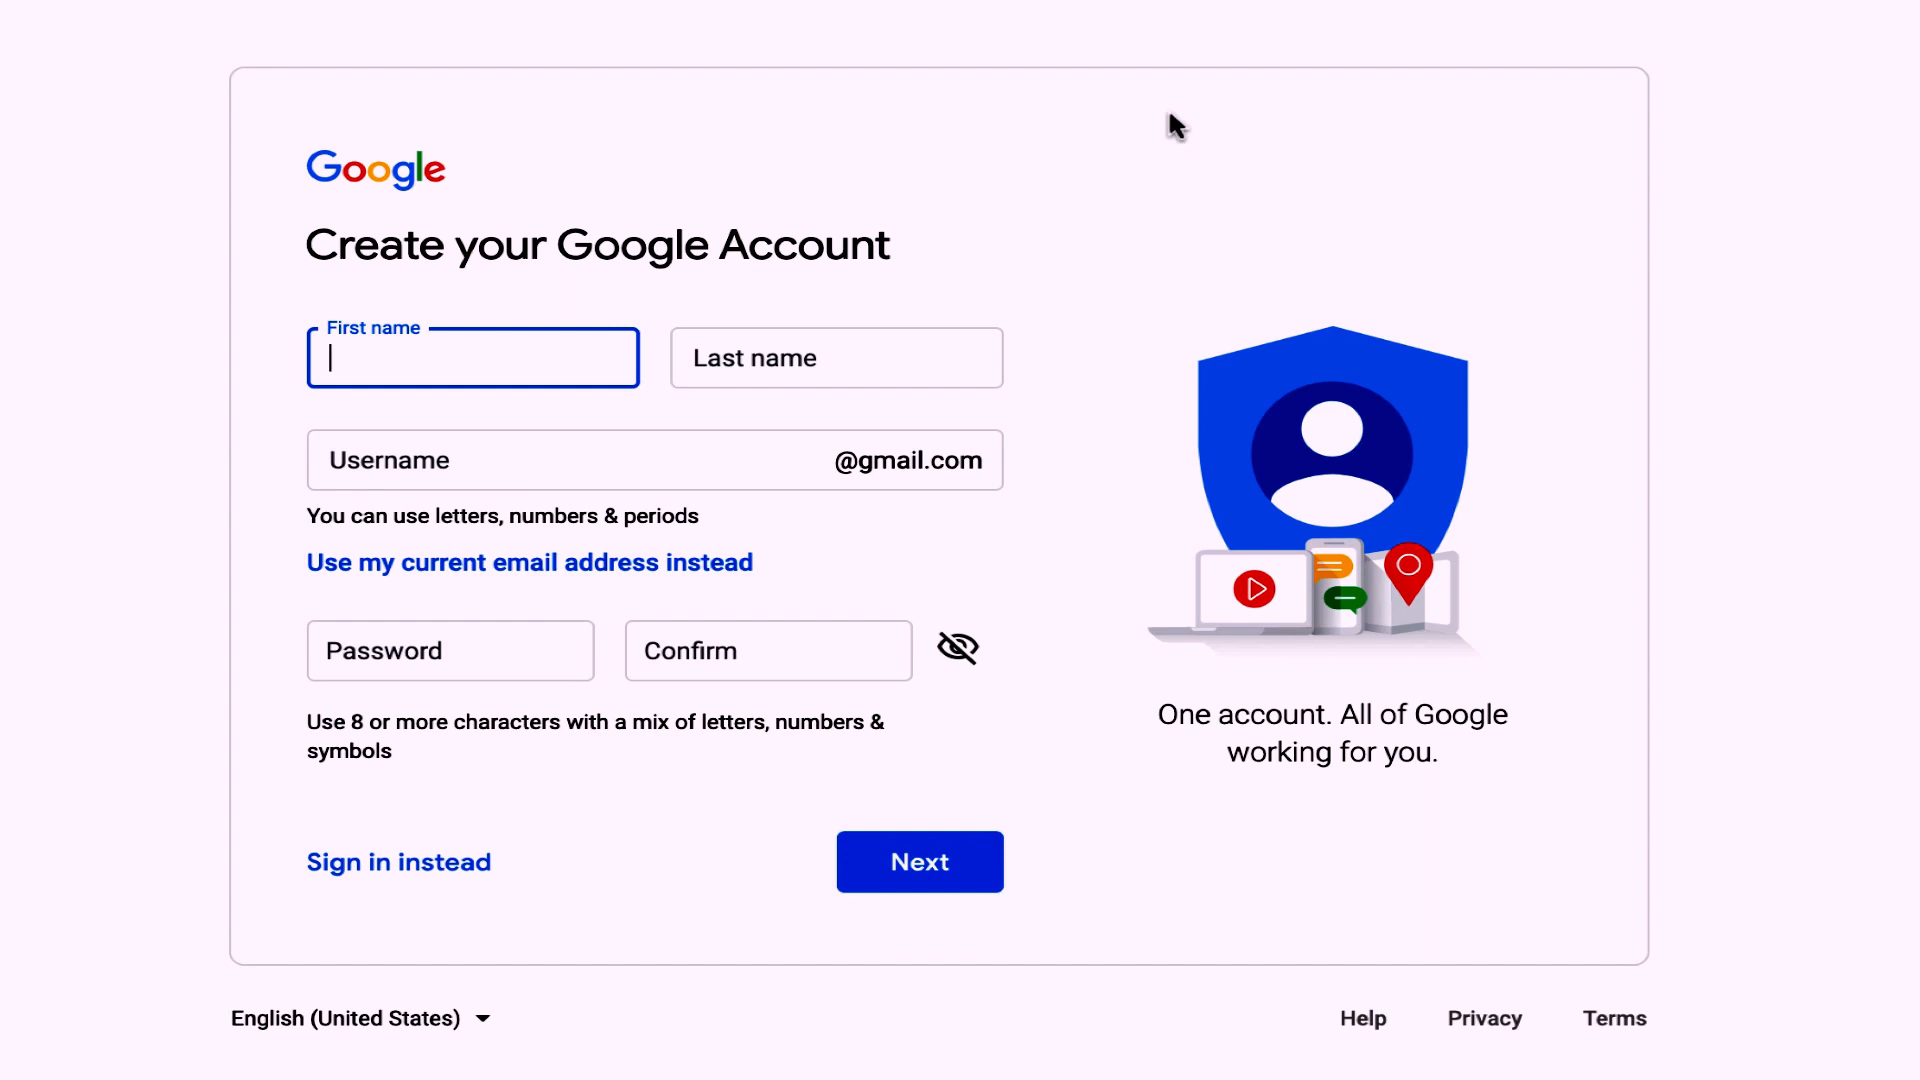 Google
Create your Google Account
First name
Last name
Username @gmail.com
You can use letters, numbers & periods
Use my current email address instead
Password
Confirm
Use 8 or more characters with a mix of letters, numbers &
symbols
Sign in instead
Next
One account. All of Google
working for you.
English (United States)
Help
Privacy
Terms